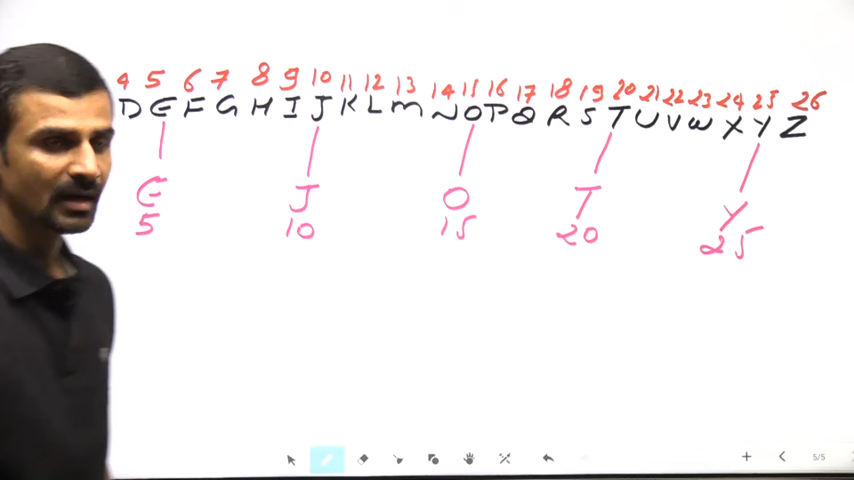 4 5 6 7 8 9 10 11 12 13 14 15 16 17 18 19 20 21 22 23 24 25 26
D E F G H I J K L M N O P Q R S T U V W X Y Z
E J O T Y
5 10 15 20 25
5/5